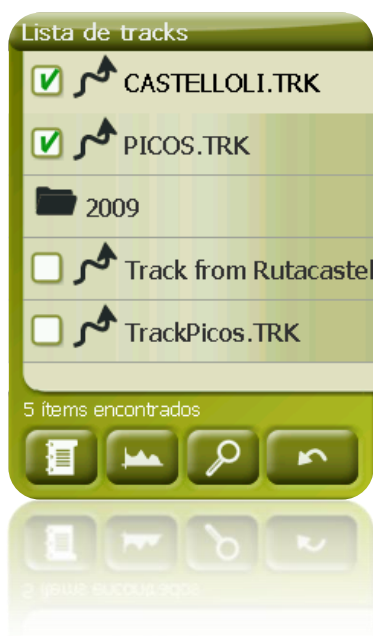 Lista de tracks
CASTELLOLI.TRK
PICOS.TRK
2009
Track from Rutacastel
TrackPicos.TRK
5 ítems encontrados